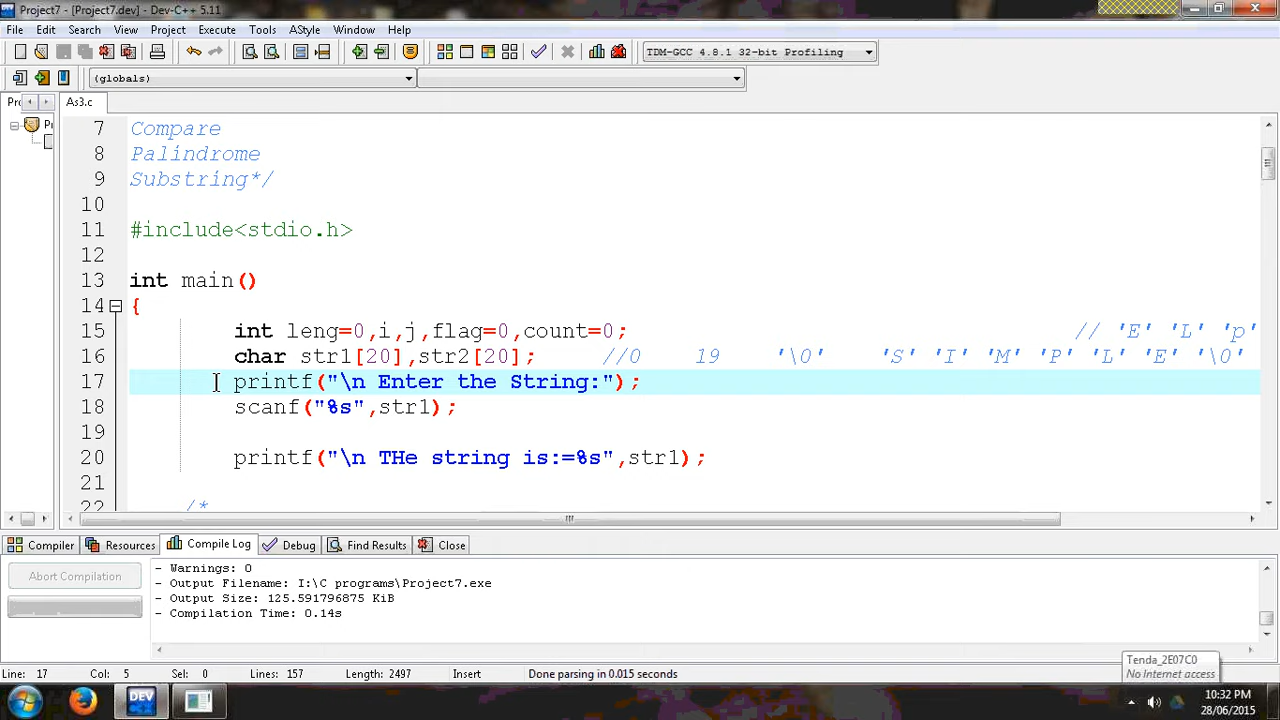 Project7 - [Project7.dev] - Dev-C++ 5.11
File Edit Search View Project Execute Tools AStyle Window Help
TDM-GCC 4.8.1 32-bit Profiling
(globals)
As3.c
7 Compare
8 Palindrome
9 Substring*/
10
11 #include<stdio.h>
12
13 int main()
14 {
15 int leng=0,i,j,flag=0,count=0; // 'E' 'L' 'p'
16 char str1[20],str2[20]; //0 19 '\0' 'S' 'I' 'M' 'P' 'L' 'E' '\0'
17 printf("\n Enter the String:");
18 scanf("%s",str1);
19
20 printf("\n THe string is:=%s",str1);
21
22 /*
Compiler Resources Compile Log Debug Find Results Close
Abort Compilation
- Warnings: 0
- Output Filename: I:\C programs\Project7.exe
- Output Size: 125.591796875 KiB
- Compilation Time: 0.14s
Tenda_2E07C0
No Internet access
Line: 17 Col: 5 Sel: 0 Lines: 157 Length: 2497 Insert Done parsing in 0.015 seconds
DEV
10:32 PM
28/06/2015